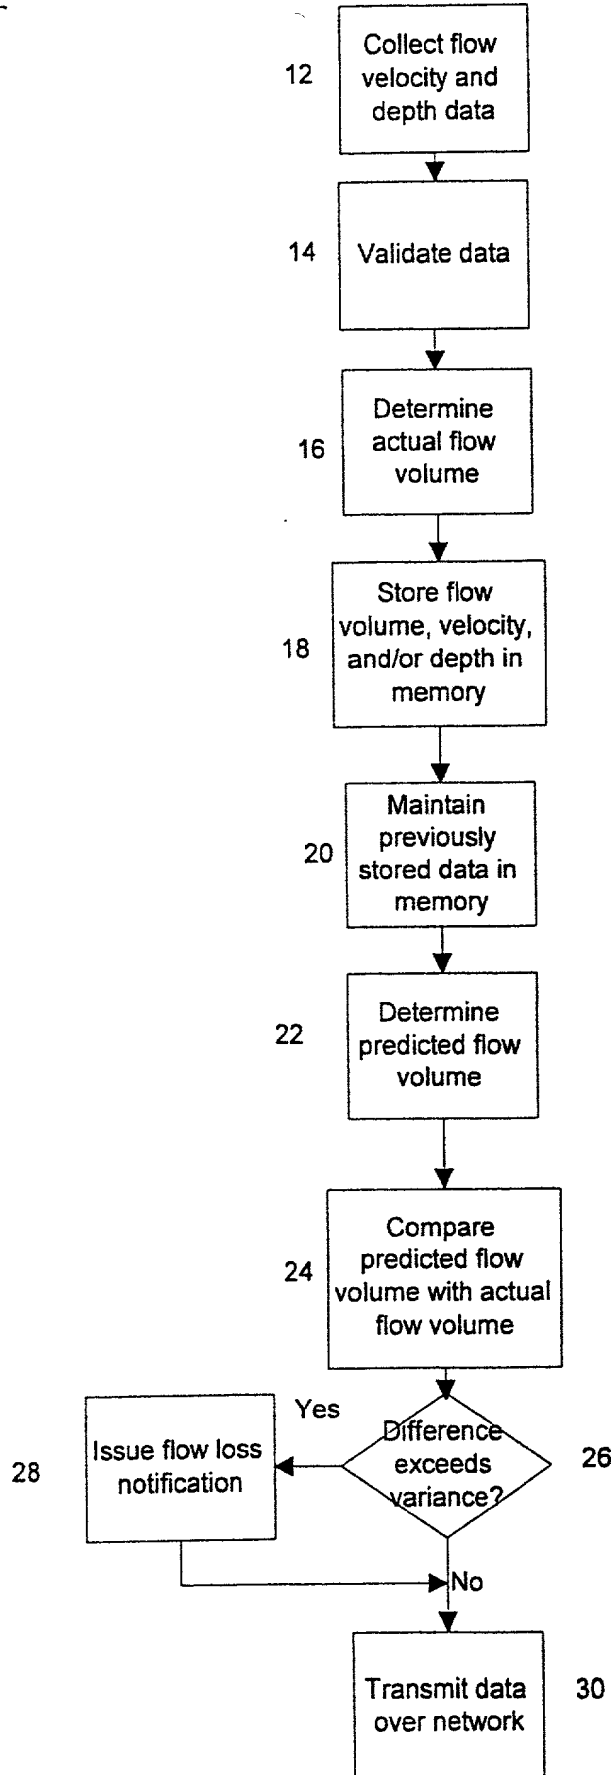 12
Collect flow
velocity and
depth data
14
Validate data
16
Determine
actual flow
volume
18
Store flow
volume, velocity,
and/or depth in
memory
20
Maintain
previously
stored data in
memory
22
Determine
predicted flow
volume
24
Compare
predicted flow
volume with actual
flow volume
Yes
Difference
exceeds
variance?
26
28
Issue flow loss
notification
No
Transmit data
over network
30